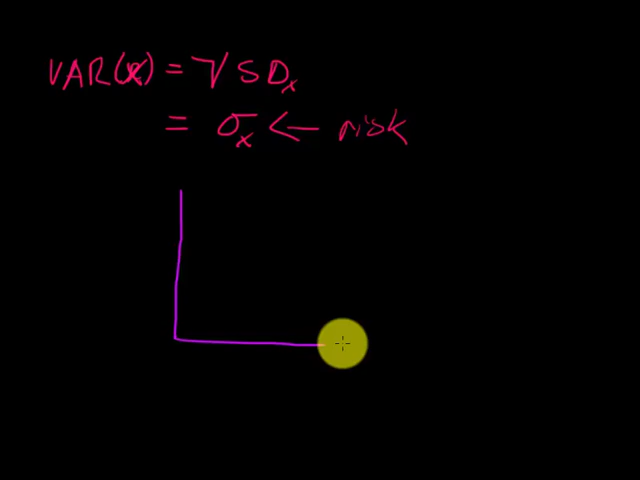 VAR(x) = √SDₓ
= σₓ ← risk